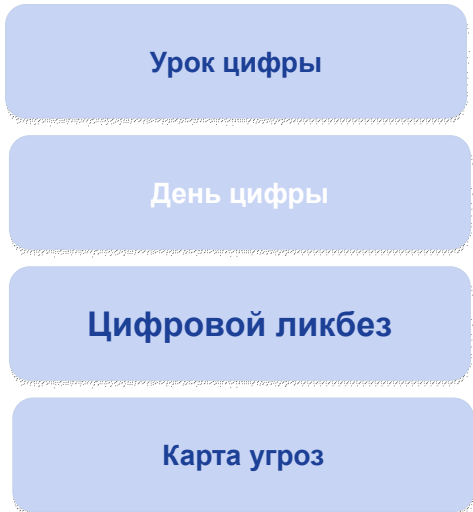 Урок цифры
День цифры
Цифровой ликбез
Карта угроз